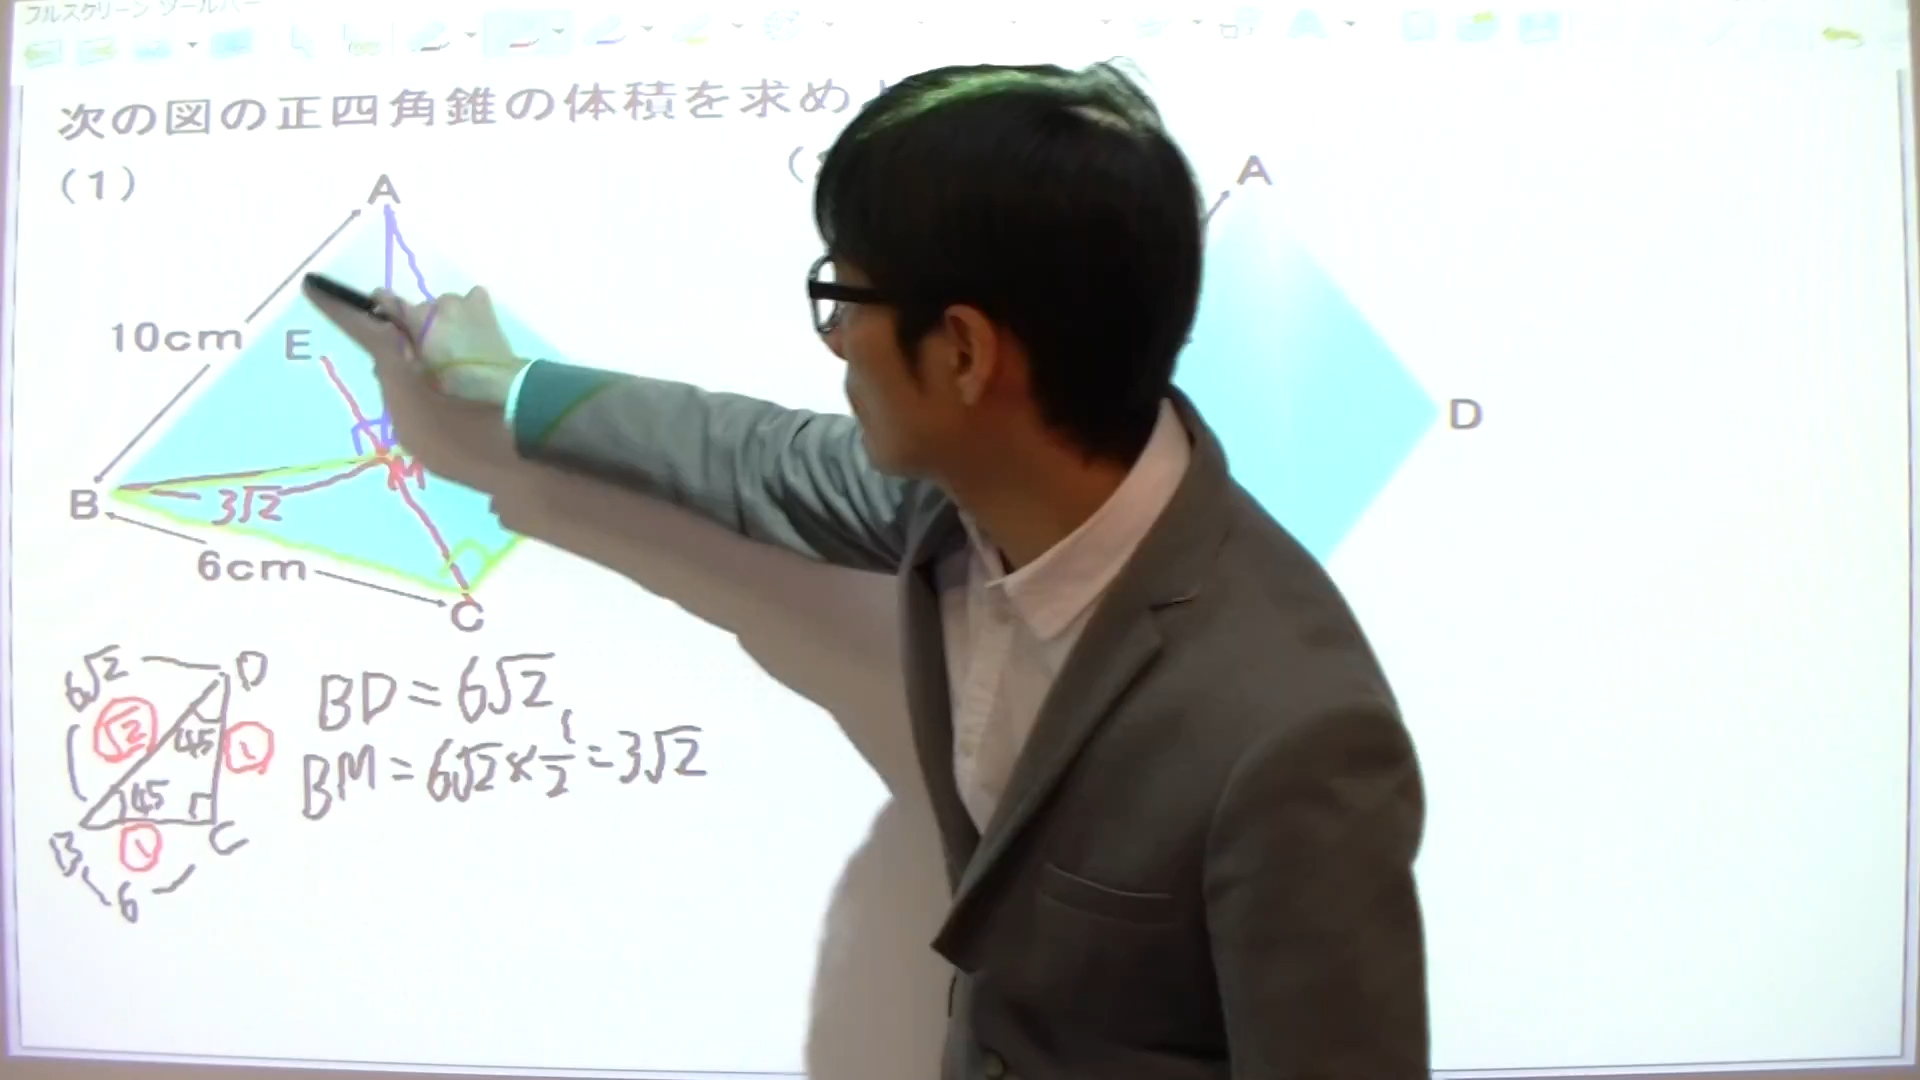 フルスクリーン ツールバー
次の図の正四角錐の体積を求め
(1)
A
10cm
E
B
M
3√2
6cm
C
A
D
6√2
D
√2
45
1
45
B
1
C
6
BD=6√2
BM=6√2×1/2=3√2